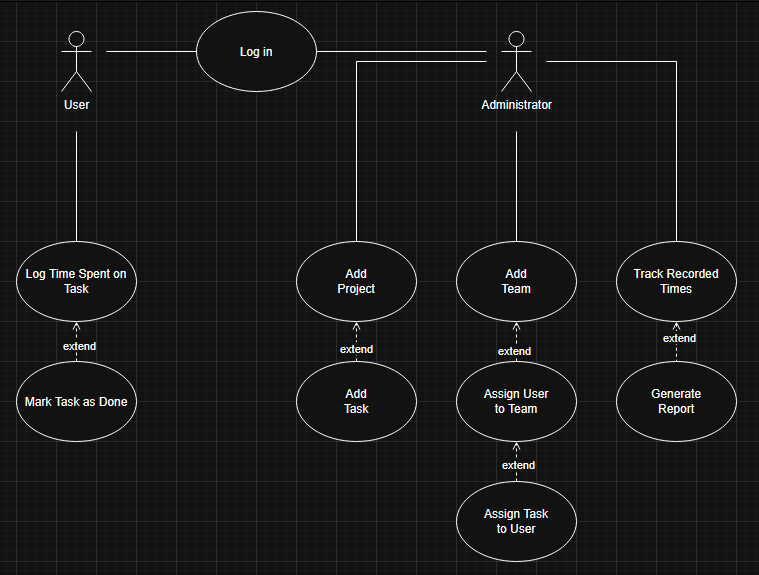 Log in
User
Administrator
Log Time Spent on
Task
Add
Project
Add
Team
Track Recorded
Times
extend
extend
extend
extend
Mark Task as Done
Add
Task
Assign User
to Team
Generate
Report
extend
Assign Task
to User